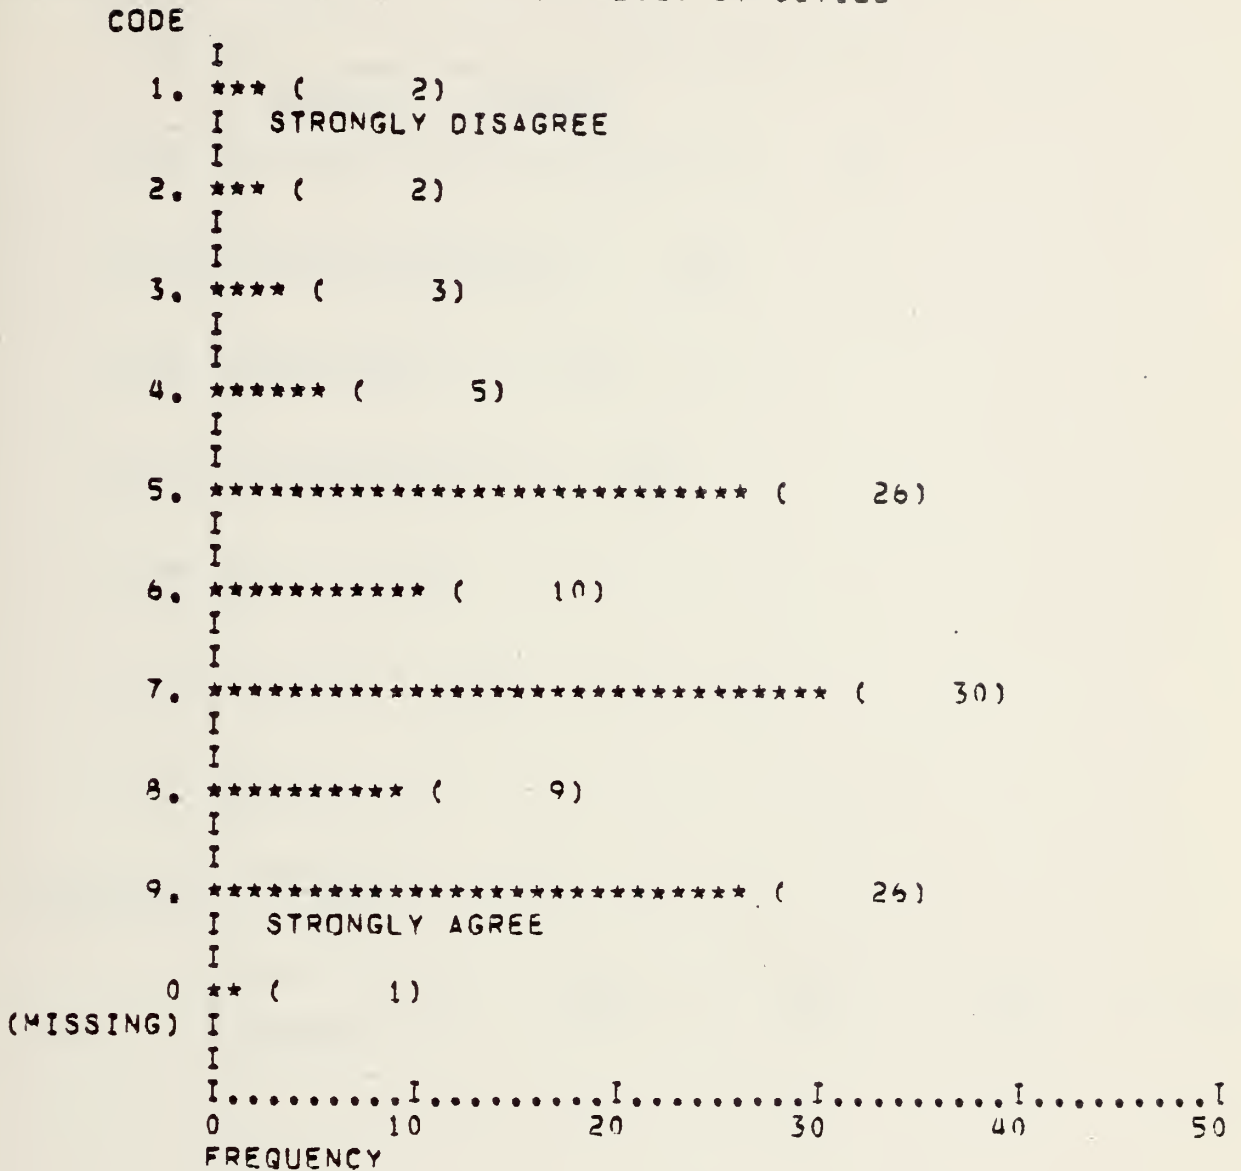 CODE
I
1. *** ( 2)
I STRONGLY DISAGREE
I
2. *** ( 2)
I
I
3. **** ( 3)
I
I
4. ****** ( 5)
I
I
5. *************************** ( 26)
I
I
6. *********** ( 10)
I
I
7. ******************************* ( 30)
I
I
8. ********** ( 9)
I
I
9. *************************** ( 26)
I STRONGLY AGREE
I
0 ** ( 1)
(MISSING) I
I
I.........I.........I.........I.........I.........I
0 10 20 30 40 50
FREQUENCY